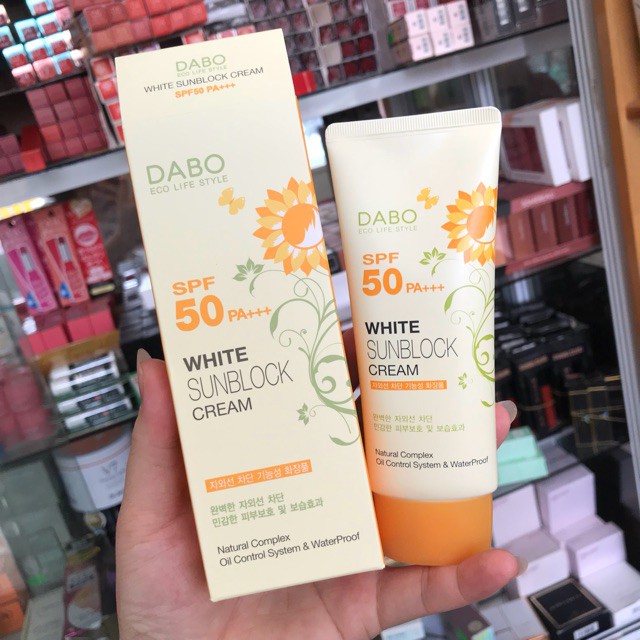 DABO
ECO LIFE STYLE
WHITE SUNBLOCK CREAM
SPF50 PA+++
DABO
ECO LIFE STYLE
SPF
50 PA+++
WHITE
SUNBLOCK
CREAM
자외선 차단 기능성 화장품
완벽한 자외선 차단
민감한 피부보호 및 보습효과
Natural Complex
Oil Control System & WaterProof
DABO
ECO LIFE STYLE
SPF
50 PA+++
WHITE
SUNBLOCK
CREAM
자외선 차단 기능성 화장품
완벽한 자외선 차단
민감한 피부보호 및 보습효과
Natural Complex
Oil Control System & WaterProof